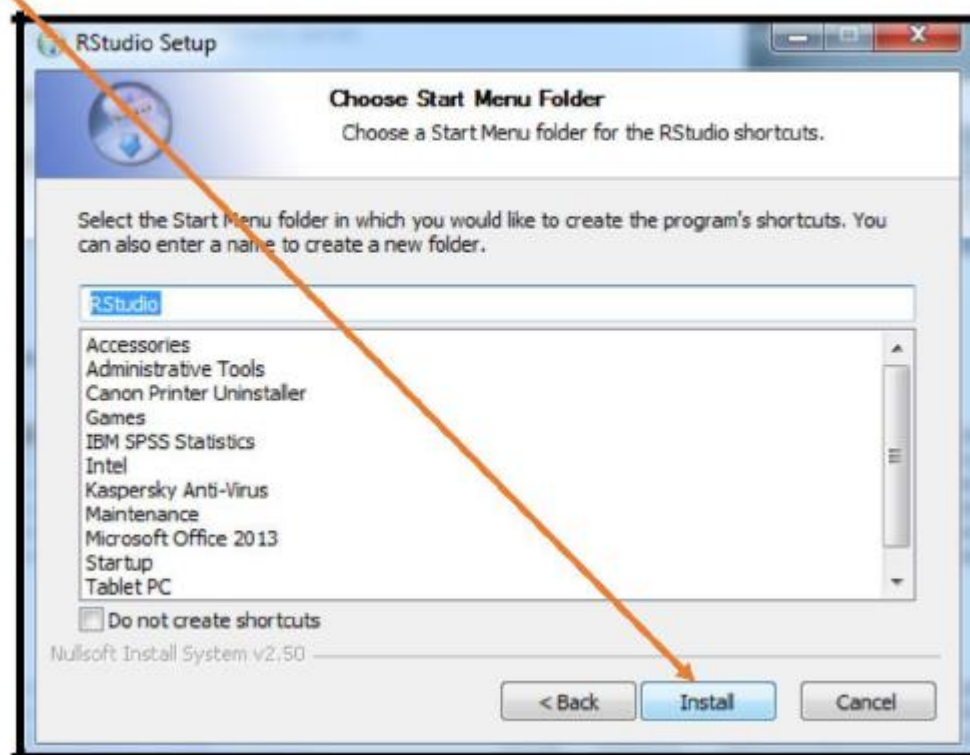 RStudio Setup
Choose Start Menu Folder
Choose a Start Menu folder for the RStudio shortcuts.
Select the Start Menu folder in which you would like to create the program's shortcuts. You
can also enter a name to create a new folder.
RStudio
Accessories
Administrative Tools
Canon Printer Uninstaller
Games
IBM SPSS Statistics
Intel
Kaspersky Anti-Virus
Maintenance
Microsoft Office 2013
Startup
Tablet PC
Do not create shortcuts
Nullsoft Install System v2.50
< Back Install Cancel